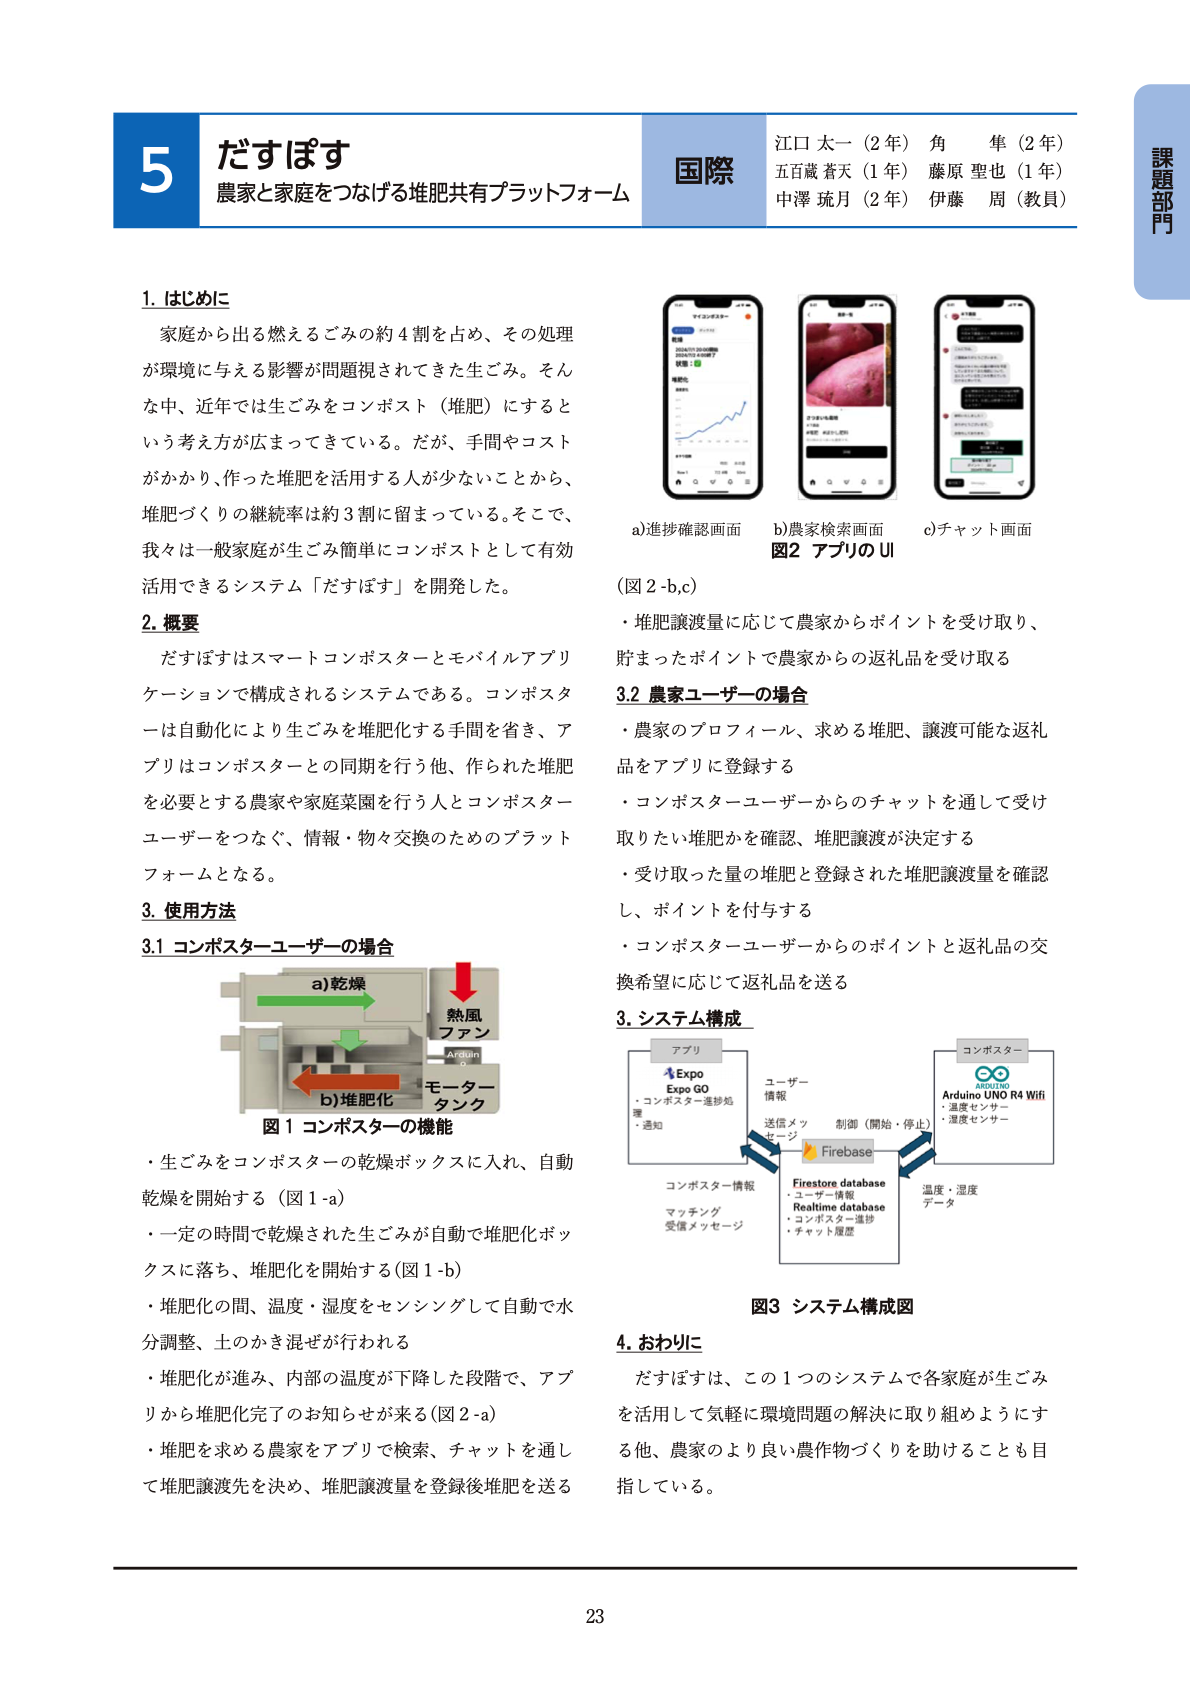 課題部門
5
だすぽす
農家と家庭をつなげる堆肥共有プラットフォーム
国際
江口 太一（2年） 角 隼（2年）
五百蔵 蒼天（1年） 藤原 聖也（1年）
中澤 琉月（2年） 伊藤 周（教員）
1. はじめに
家庭から出る燃えるごみの約4割を占め、その処理
が環境に与える影響が問題視されてきた生ごみ。そん
な中、近年では生ごみをコンポスト（堆肥）にすると
いう考え方が広まってきている。だが、手間やコスト
がかかり、作った堆肥を活用する人が少ないことから、
堆肥づくりの継続率は約3割に留まっている。そこで、
我々は一般家庭が生ごみ簡単にコンポストとして有効
活用できるシステム「だすぽす」を開発した。
2. 概要
だすぽすはスマートコンポスターとモバイルアプリ
ケーションで構成されるシステムである。コンポスタ
ーは自動化により生ごみを堆肥化する手間を省き、ア
プリはコンポスターとの同期を行う他、作られた堆肥
を必要とする農家や家庭菜園を行う人とコンポスター
ユーザーをつなぐ、情報・物々交換のためのプラット
フォームとなる。
3. 使用方法
3.1 コンポスターユーザーの場合
a)乾燥
熱風
ファン
Arduin
o
モーター
タンク
b)堆肥化
図1 コンポスターの機能
・生ごみをコンポスターの乾燥ボックスに入れ、自動
乾燥を開始する（図1-a）
・一定の時間で乾燥された生ごみが自動で堆肥化ボッ
クスに落ち、堆肥化を開始する(図1-b)
・堆肥化の間、温度・湿度をセンシングして自動で水
分調整、土のかき混ぜが行われる
・堆肥化が進み、内部の温度が下降した段階で、アプ
リから堆肥化完了のお知らせが来る(図2-a)
・堆肥を求める農家をアプリで検索、チャットを通し
て堆肥譲渡先を決め、堆肥譲渡量を登録後堆肥を送る
マイコンポスター
乾燥
状態：
堆肥化
さつまいも農園
a)進捗確認画面 b)農家検索画面 c)チャット画面
図2 アプリのUI
(図2-b,c)
・堆肥譲渡量に応じて農家からポイントを受け取り、
貯まったポイントで農家からの返礼品を受け取る
3.2 農家ユーザーの場合
・農家のプロフィール、求める堆肥、譲渡可能な返礼
品をアプリに登録する
・コンポスターユーザーからのチャットを通して受け
取りたい堆肥かを確認、堆肥譲渡が決定する
・受け取った量の堆肥と登録された堆肥譲渡量を確認
し、ポイントを付与する
・コンポスターユーザーからのポイントと返礼品の交
換希望に応じて返礼品を送る
3. システム構成
アプリ
Expo
Expo GO
・コンポスター進捗処
理
・通知
ユーザー
情報
送信メッ
セージ
制御（開始・停止）
コンポスター
ARDUINO
Arduino UNO R4 Wifi
・温度センサー
・湿度センサー
Firebase
Firestore database
・ユーザー情報
Realtime database
・コンポスター進捗
・チャット履歴
コンポスター情報
マッチング
受信メッセージ
温度・湿度
データ
図3 システム構成図
4. おわりに
だすぽすは、この1つのシステムで各家庭が生ごみ
を活用して気軽に環境問題の解決に取り組めようにす
る他、農家のより良い農作物づくりを助けることも目
指している。
23